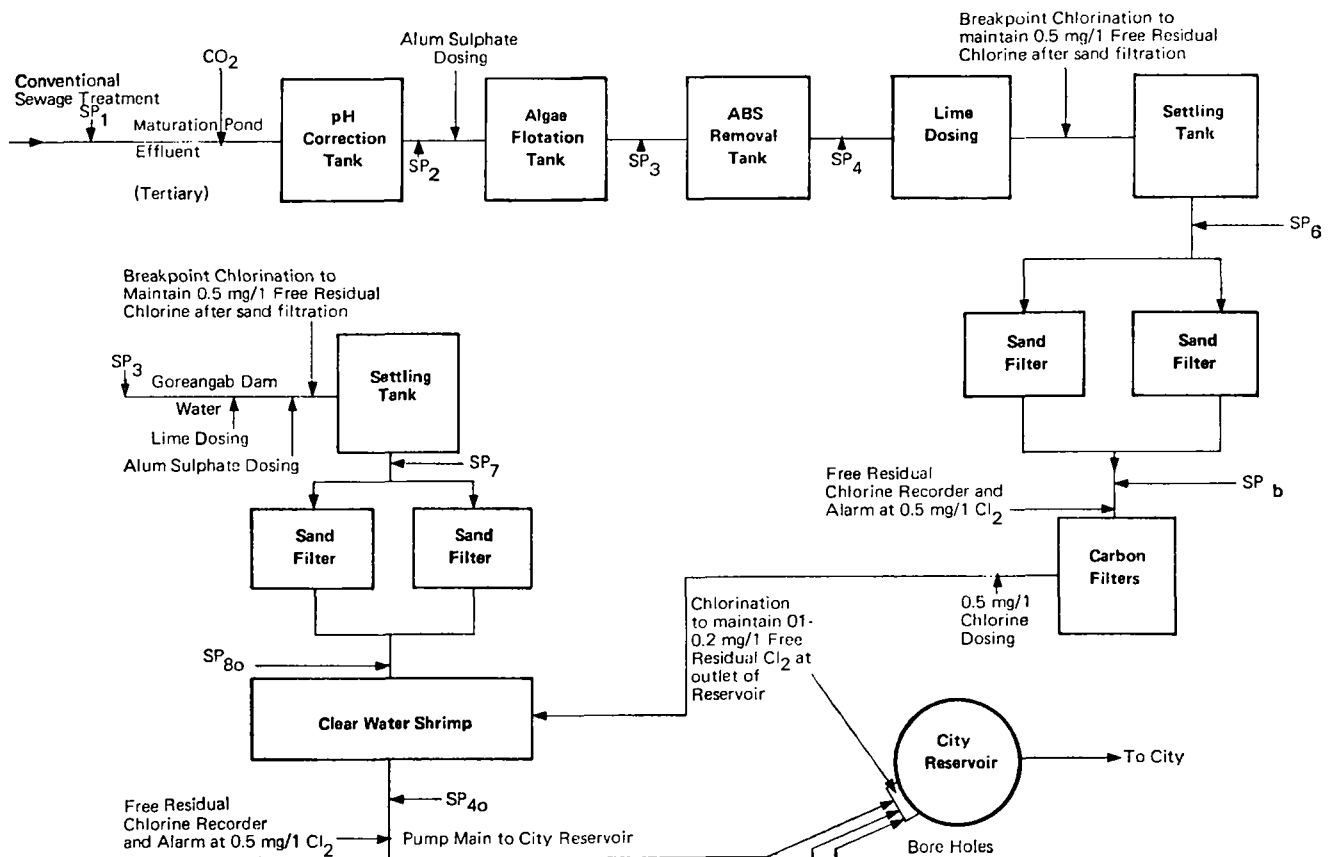 Conventional
Sewage Treatment
SP1
Maturation Pond
Effluent
(Tertiary)
CO2
pH
Correction
Tank
SP2
Alum Sulphate
Dosing
Algae
Flotation
Tank
SP3
ABS
Removal
Tank
SP4
Lime
Dosing
Breakpoint Chlorination to
maintain 0.5 mg/1 Free Residual
Chlorine after sand filtration
Settling
Tank
SP6
Sand
Filter
Sand
Filter
Free Residual
Chlorine Recorder and
Alarm at 0.5 mg/1 Cl2
SP b
Carbon
Filters
0.5 mg/1
Chlorine
Dosing
Breakpoint Chlorination to
Maintain 0.5 mg/1 Free Residual
Chlorine after sand filtration
SP3
Goreangab Dam
Water
Lime Dosing
Alum Sulphate Dosing
Settling
Tank
SP7
Sand
Filter
Sand
Filter
SP8o
Clear Water Shrimp
Chlorination
to maintain 01-
0.2 mg/1 Free
Residual Cl2 at
outlet of
Reservoir
City
Reservoir
To City
SP4o
Free Residual
Chlorine Recorder
and Alarm at 0.5 mg/1 Cl2
Pump Main to City Reservoir
Bore Holes